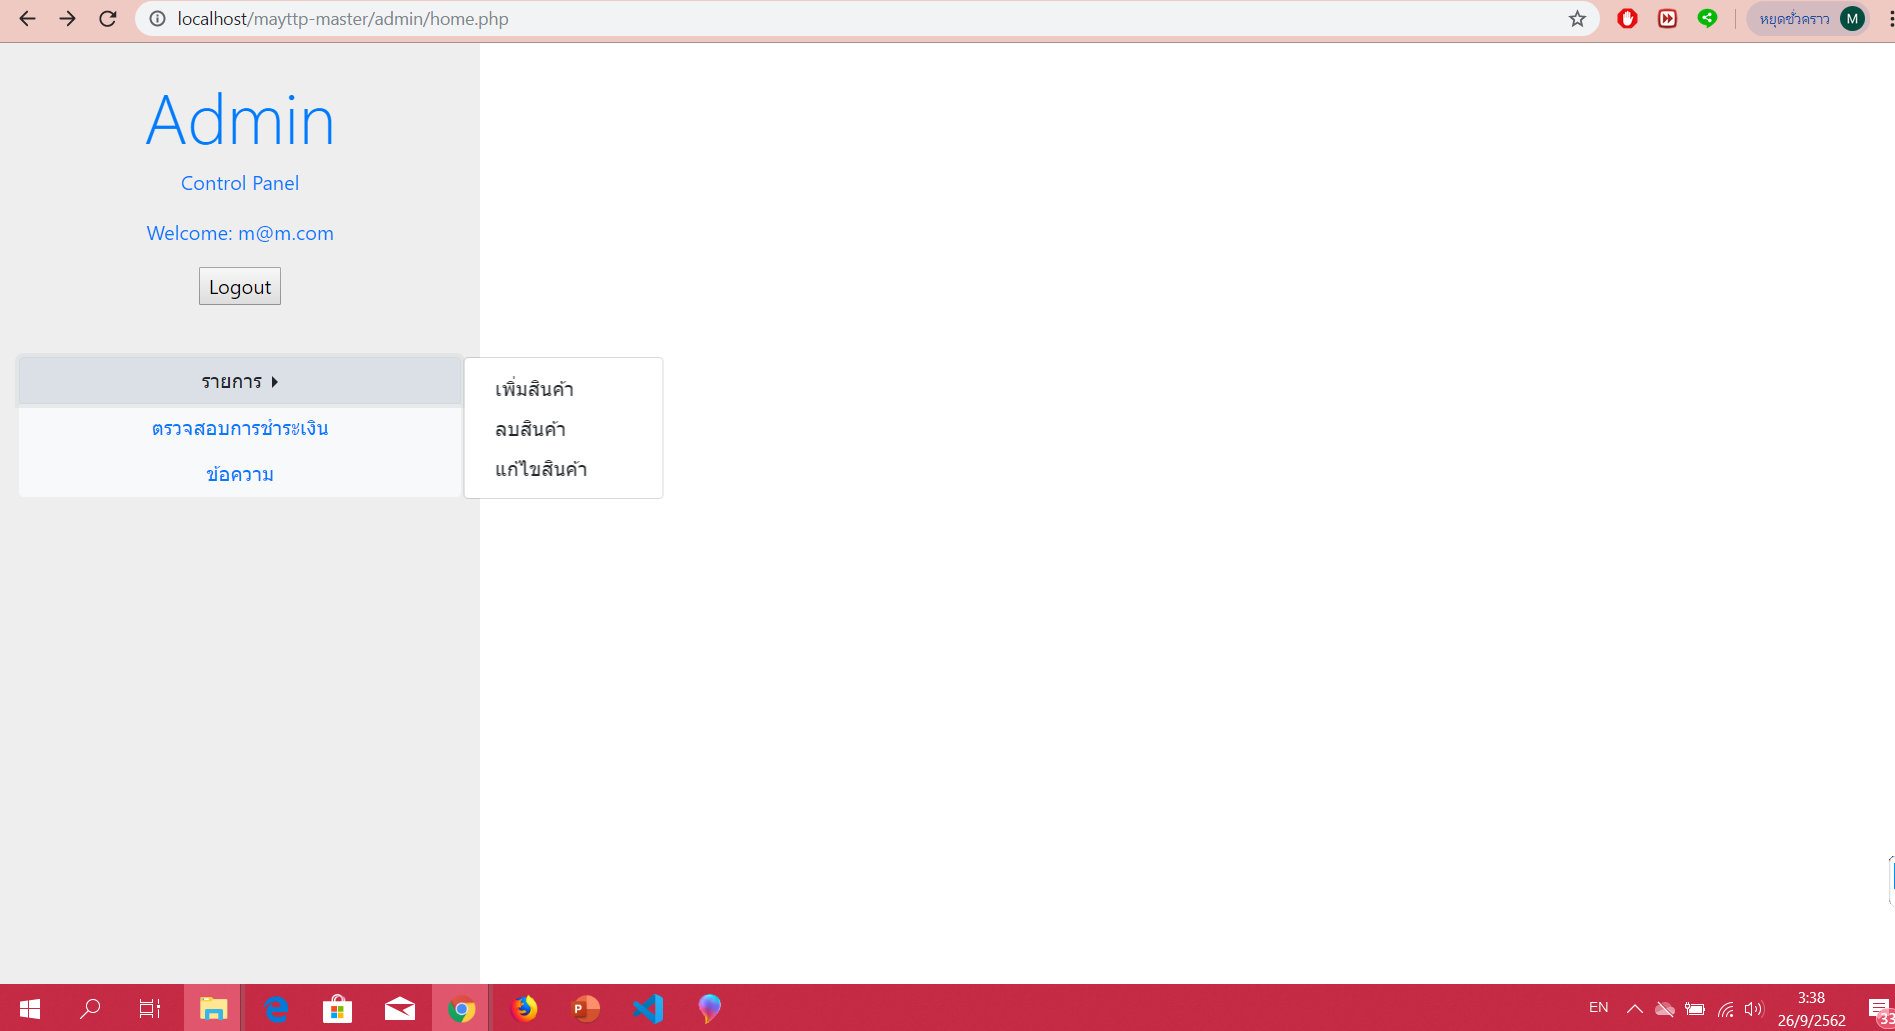 localhost/mayttp-master/admin/home.php
หยุดชั่วคราว M
Admin
Control Panel
Welcome: m@m.com
Logout
รายการ
เพิ่มสินค้า
ลบสินค้า
แก้ไขสินค้า
ตรวจสอบการชำระเงิน
ข้อความ
EN
3:38
26/9/2562
33